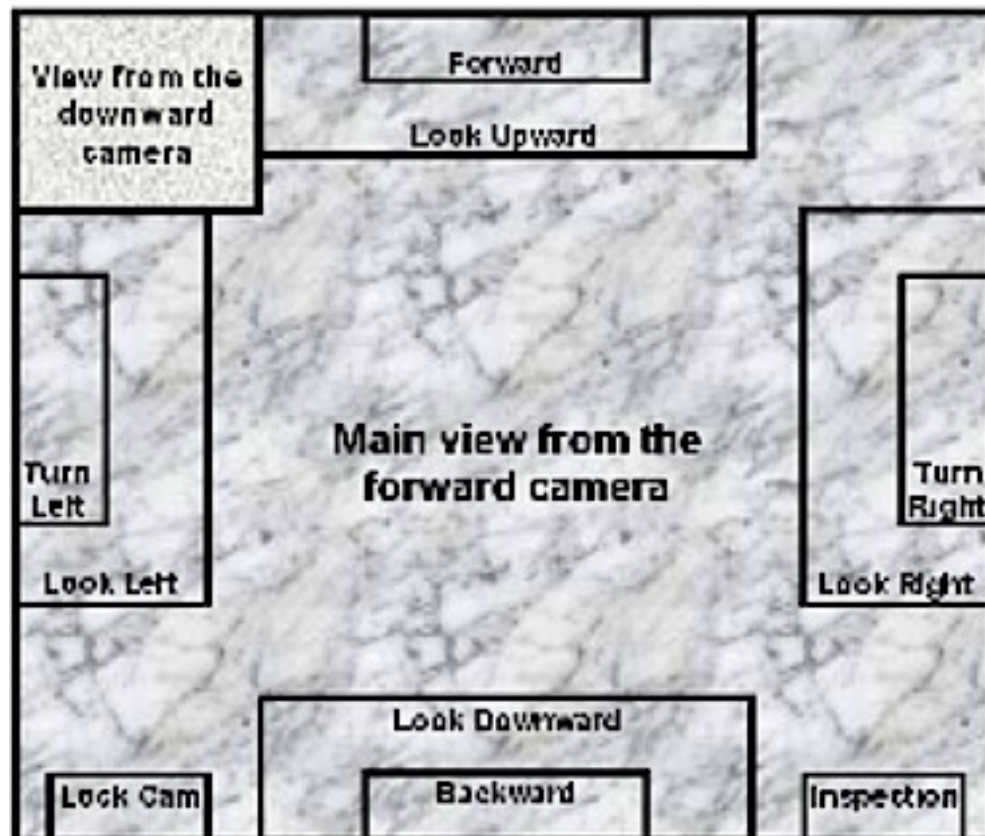 View from the
downward
camera
Forward
Look Upward
Main view from the
forward camera
Turn
Left
Look Left
Turn
Right
Look Right
Look Downward
Backward
Lock Cam
Inspection